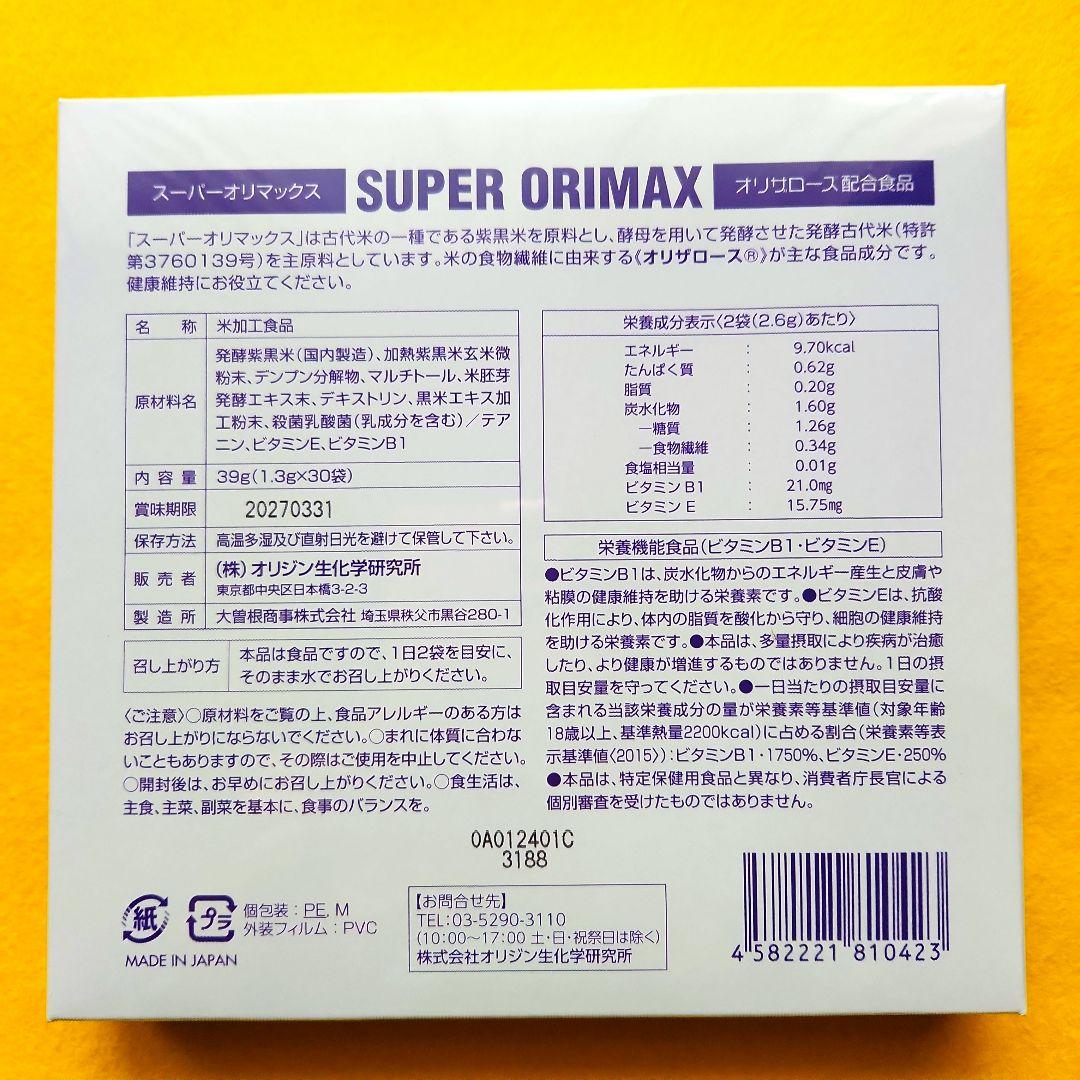 スーパーオリマックス SUPER ORIMAX オリザローズ配合食品
「スーパーオリマックス」は古代米の一種である紫黒米を原料とし、酵母を用いて発酵させた発酵古代米(特許
第3760139号)を主原料としています。米の食物繊維に由来する《オリザローズ®》が主な食品成分です。
健康維持にお役立てください。
名称 米加工食品
原材料名 発酵紫黒米(国内製造)、加熱紫黒米玄米微
粉末、デンプン分解物、マルチトール、米胚芽
発酵エキス末、デキストリン、黒米エキス加
工粉末、殺菌乳酸菌(乳成分を含む)/テア
ニン、ビタミンE、ビタミンB1
内容量 39g(1.3g×30袋)
賞味期限 20270331
保存方法 高温多湿及び直射日光を避けて保管して下さい。
販売者 (株)オリジン生化学研究所
東京都中央区日本橋3-2-3
製造所 大曽根商事株式会社 埼玉県秩父市黒谷280-1
召し上がり方 本品は食品ですので、1日2袋を目安に、
そのまま水でお召し上がりください。
〈ご注意〉○原材料をご覧の上、食品アレルギーのある方は
お召し上がりにならないでください。○まれに体質に合わな
いこともありますので、その際はご使用を中止してください。
○開封後は、お早めにお召し上がりください。○食生活は、
主食、主菜、副菜を基本に、食事のバランスを。
栄養成分表示〈2袋(2.6g)あたり〉
エネルギー : 9.70kcal
たんぱく質 : 0.62g
脂質 : 0.20g
炭水化物 : 1.60g
―糖質 : 1.26g
―食物繊維 : 0.34g
食塩相当量 : 0.01g
ビタミン B1 : 21.0mg
ビタミン E : 15.75mg
栄養機能食品(ビタミンB1・ビタミンE)
●ビタミンB1は、炭水化物からのエネルギー産生と皮膚や
粘膜の健康維持を助ける栄養素です。●ビタミンEは、抗酸
化作用により、体内の脂質を酸化から守り、細胞の健康維持
を助ける栄養素です。●本品は、多量摂取により疾病が治癒
したり、より健康が増進するものではありません。1日の摂
取目安量を守ってください。●一日当たりの摂取目安量に
含まれる当該栄養成分の量が栄養素等基準値(対象年齢
18歳以上、基準熱量2200kcal)に占める割合(栄養素等表
示基準値〈2015〉):ビタミンB1・1750%、ビタミンE・250%
●本品は、特定保健用食品と異なり、消費者庁長官による
個別審査を受けたものではありません。
0A012401C
3188
紙 プラ 個包装:PE, M
外装フィルム:PVC
MADE IN JAPAN
【お問合せ先】
TEL:03-5290-3110
(10:00〜17:00 土・日・祝祭日は除く)
株式会社オリジン生化学研究所
4 582221 810423